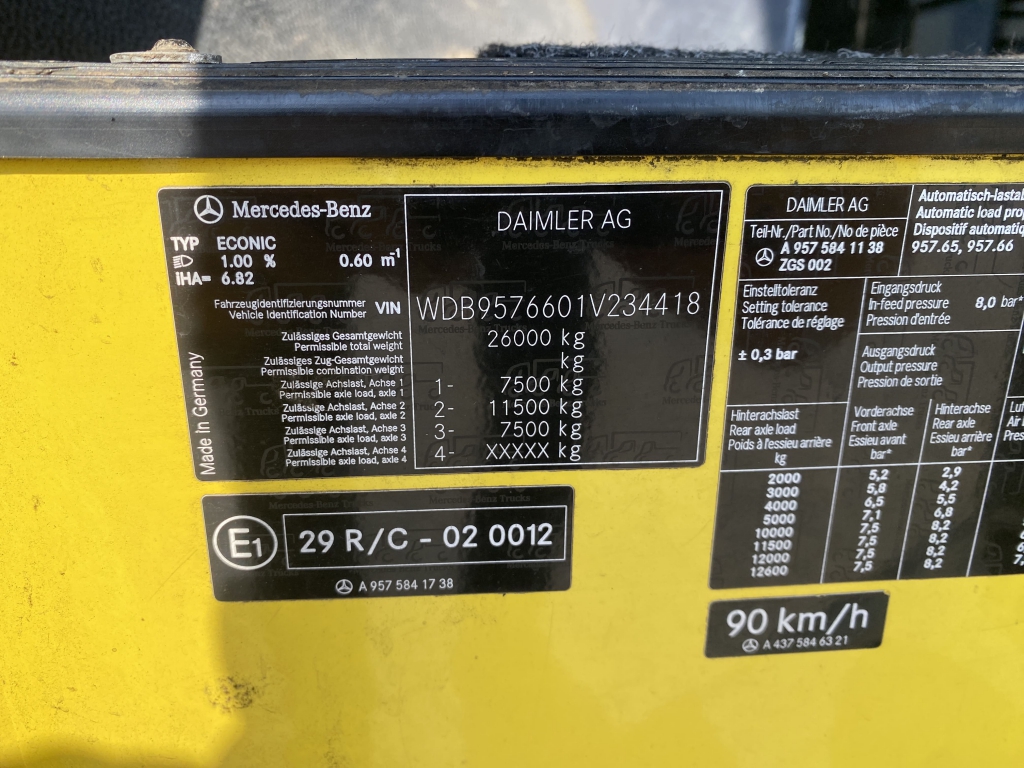 Mercedes-Benz
DAIMLER AG
TYP ECONIC
1.00 % 0.60 m⁻¹
iHA= 6.82
Fahrzeugidentifizierungsnummer
Vehicle Identification Number VIN WDB9576601V234418
Zulässiges Gesamtgewicht
Permissible total weight 26000 kg
Zulässiges Zug-Gesamtgewicht
Permissible combination weight kg
Zulässige Achslast, Achse 1
Permissible axle load, axle 1 1- 7500 kg
Zulässige Achslast, Achse 2
Permissible axle load, axle 2 2- 11500 kg
Zulässige Achslast, Achse 3
Permissible axle load, axle 3 3- 7500 kg
Zulässige Achslast, Achse 4
Permissible axle load, axle 4 4- XXXXX kg
Made in Germany
E1 29 R/C - 02 0012
A 957 584 17 38
DAIMLER AG
Teil-Nr./Part No./No de pièce
A 957 584 11 38
ZGS 002
Automatic load
Dispositif
957.65, 957.66
Einstelltoleranz
Setting tolerance
Tolérance de réglage
± 0,3 bar
Eingangsdruck
In-feed pressure 8,0 bar*
Pression d'entrée
Ausgangsdruck
Output pressure
Pression de sortie
Hinterachslast
Rear axle load
Poids à l'essieu arrière
kg
Vorderachse
Front axle
Essieu avant
bar*
Hinterachse
Rear axle
Essieu arrière
bar*
2000 5,2 2,9
3000 5,8 4,2
4000 6,5 5,5
5000 7,1 6,8
10000 7,5 8,2
11500 7,5 8,2
12000 7,5 8,2
12600 7,5 8,2
90 km/h
A 437 584 63 21